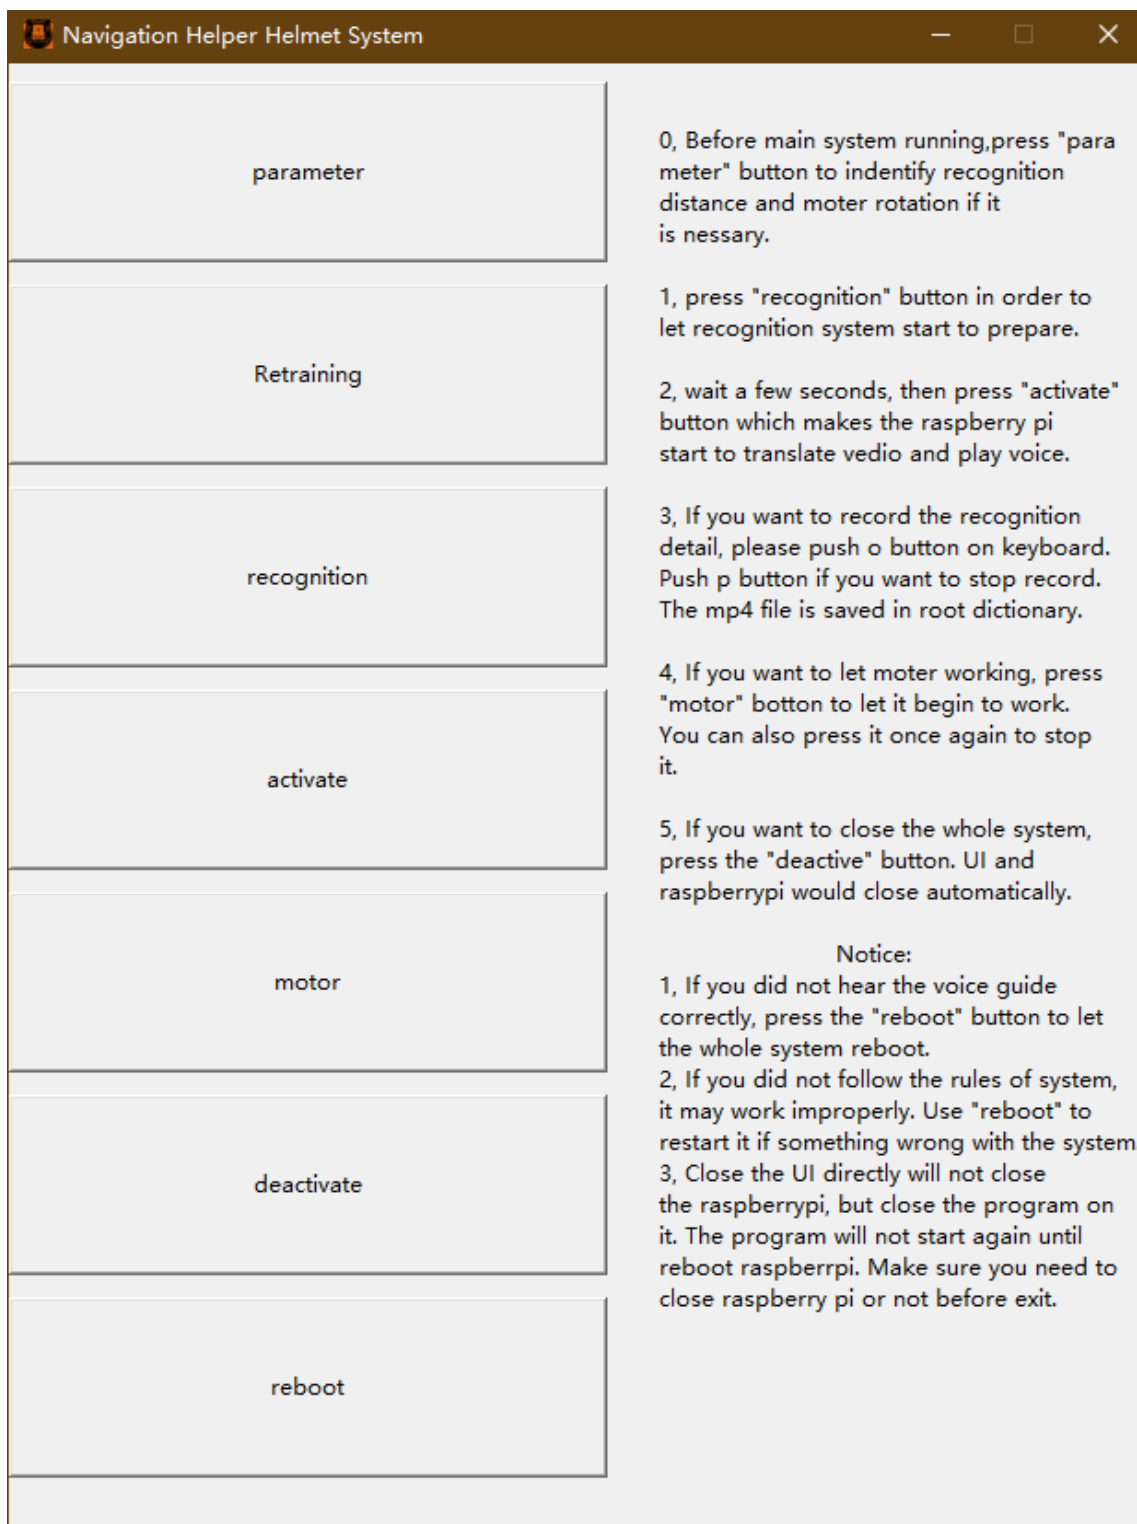 Navigation Helper Helmet System
parameter
Retraining
recognition
activate
motor
deactivate
reboot
0, Before main system running,press "para
meter" button to indentify recognition
distance and moter rotation if it
is nessary.
1, press "recognition" button in order to
let recognition system start to prepare.
2, wait a few seconds, then press "activate"
button which makes the raspberry pi
start to translate vedio and play voice.
3, If you want to record the recognition
detail, please push o button on keyboard.
Push p button if you want to stop record.
The mp4 file is saved in root dictionary.
4, If you want to let moter working, press
"motor" botton to let it begin to work.
You can also press it once again to stop
it.
5, If you want to close the whole system,
press the "deactive" button. UI and
raspberrypi would close automatically.
Notice:
1, If you did not hear the voice guide
correctly, press the "reboot" button to let
the whole system reboot.
2, If you did not follow the rules of system,
it may work improperly. Use "reboot" to
restart it if something wrong with the system.
3, Close the UI directly will not close
the raspberrypi, but close the program on
it. The program will not start again until
reboot raspberrpi. Make sure you need to
close raspberry pi or not before exit.